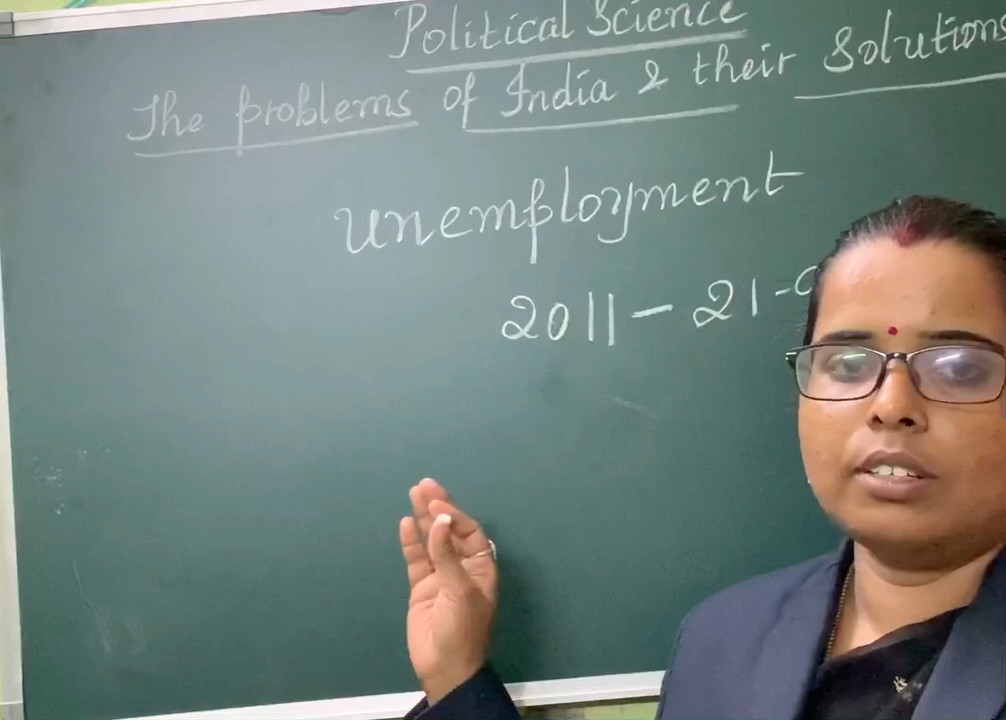 Political Science
The problems of India & their Solutions
unemployment
2011 - 21-